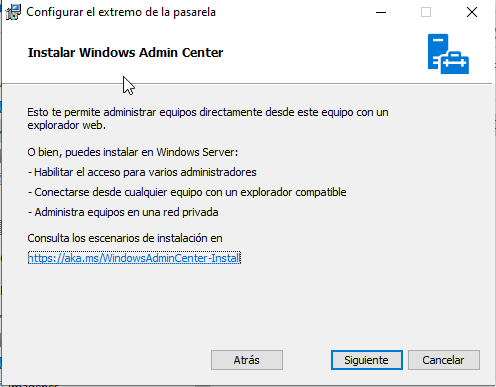 Configurar el extremo de la pasarela
Instalar Windows Admin Center
Esto te permite administrar equipos directamente desde este equipo con un
explorador web.
O bien, puedes instalar en Windows Server:
- Habilitar el acceso para varios administradores
- Conectarse desde cualquier equipo con un explorador compatible
- Administra equipos en una red privada
Consulta los escenarios de instalación en
https://aka.ms/WindowsAdminCenter-Install
Atrás Siguiente Cancelar